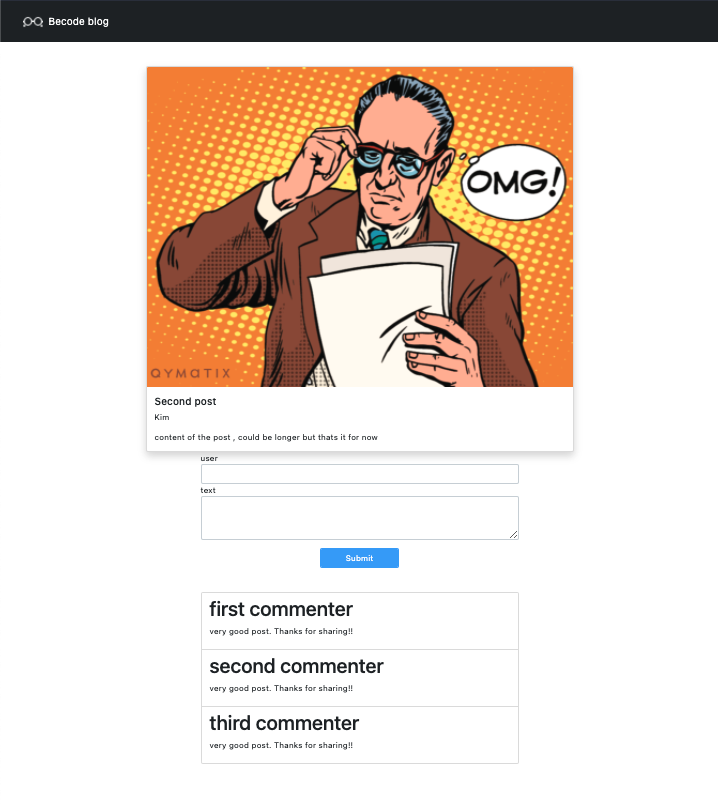 Becode blog
OMG!
QYMATIX
Second post
Kim
content of the post , could be longer but thats it for now
user
text
Submit
first commenter
very good post. Thanks for sharing!!
second commenter
very good post. Thanks for sharing!!
third commenter
very good post. Thanks for sharing!!